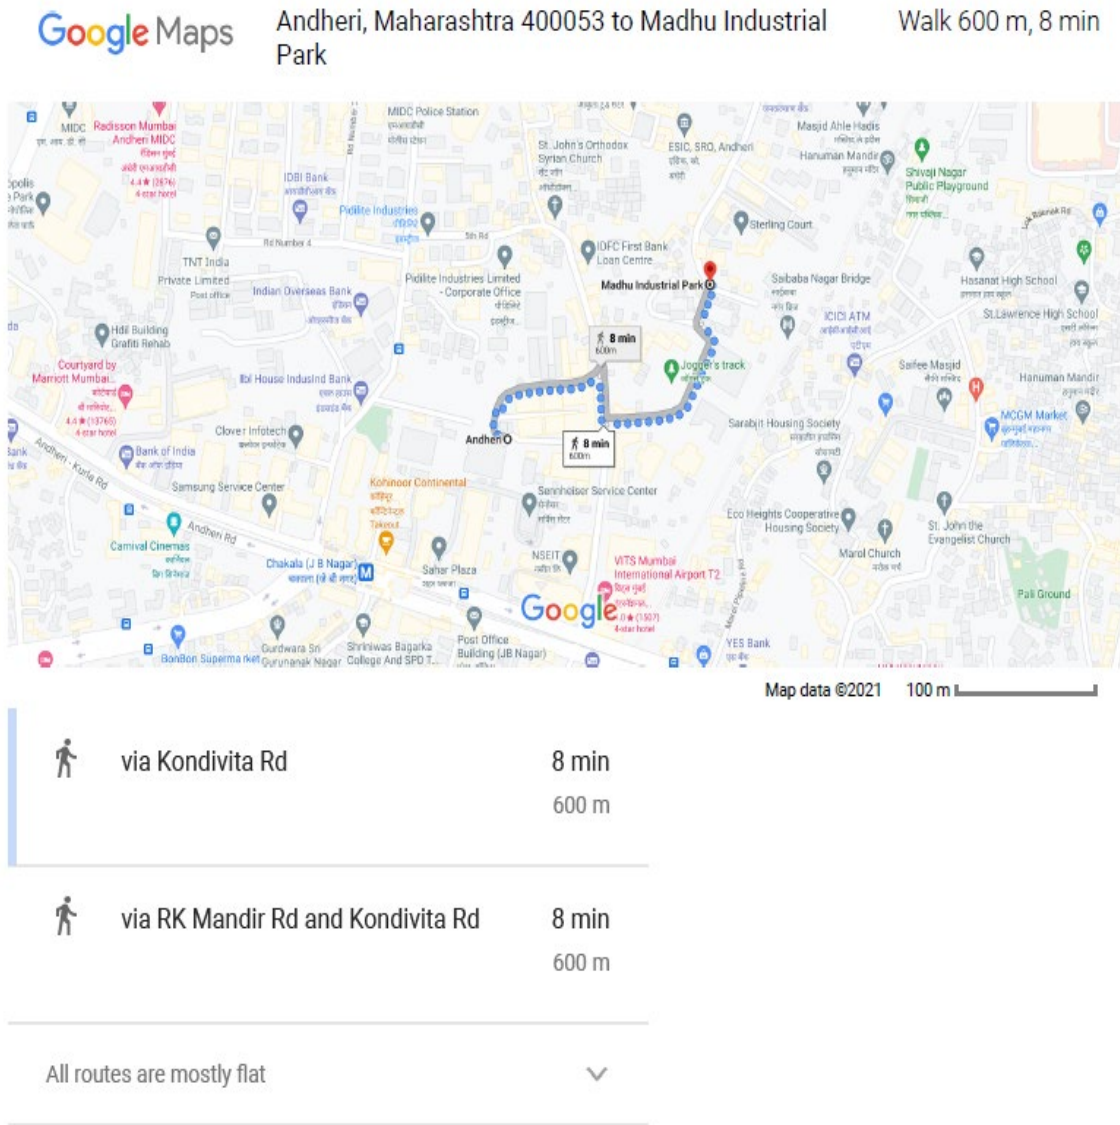 Google Maps
Andheri, Maharashtra 400053 to Madhu Industrial
Park
Walk 600 m, 8 min
MIDC
Radisson Mumbai
Andheri MIDC
4.4★(2676)
4-star hotel
MIDC Police Station
St. John's Orthodox
Syrian Church
ESIC, SRO, Andheri
Masjid Ahle Hadis
Hanuman Mandir
Shivaji Nagar
Public Playground
IDBI Bank
Pidilite Industries
Rd Number 4
5th Rd
Sterling Court
TNT India
Private Limited
Post office
IDFC First Bank
Loan Centre
Pidilite Industries Limited
- Corporate Office
Indian Overseas Bank
Madhu Industrial Park
Saibaba Nagar Bridge
Hasanat High School
St.Lawrence High School
ICICI ATM
Hdil Building
Grafiti Rehab
8 min
600m
Jogger's track
Saifee Masjid
Hanuman Mandir
Courtyard by
Marriott Mumbai...
4.4★(13765)
4-star hotel
Ibl House Indusind Bank
Clover Infotech
Andheri
8 min
600m
Sarabjit Housing Society
MCGM Market
Bank of India
बँक ऑफ इंडिया
Andheri - Kurla Rd
Samsung Service Center
Kohinoor Continental
Takeout
Sennheiser Service Center
Eco Heights Cooperative
Housing Society
St. John the
Evangelist Church
Marol Church
Andheri Rd
Carnival Cinemas
Chakala (J B Nagar)
M
Sahar Plaza
NSEIT
VITS Mumbai
International Airport T2
4-star hotel
Google
Pali Ground
BonBon Supermarket
Gurdwara Sri
Gurunanak Nagar
Shriniwas Bagarka
College And SPD T...
Post Office
Building (JB Nagar)
YES Bank
Map data ©2021
100 m
via Kondivita Rd
8 min
600 m
via RK Mandir Rd and Kondivita Rd
8 min
600 m
All routes are mostly flat